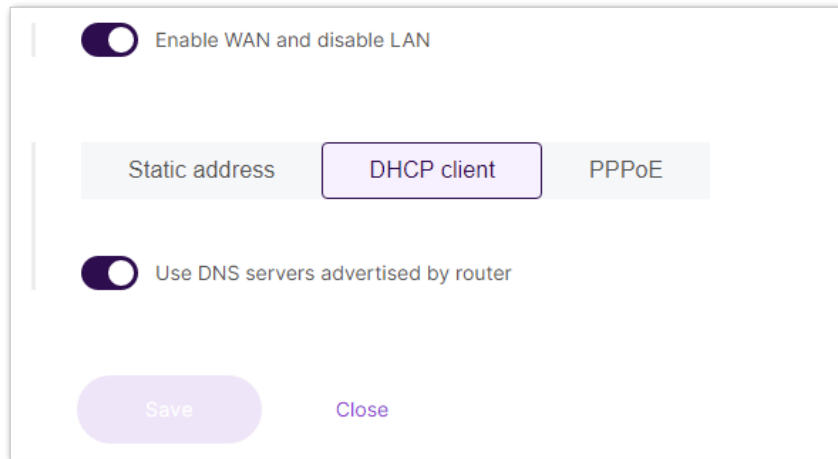 Enable WAN and disable LAN
Static address DHCP client PPPoE
Use DNS servers advertised by router
Save Close